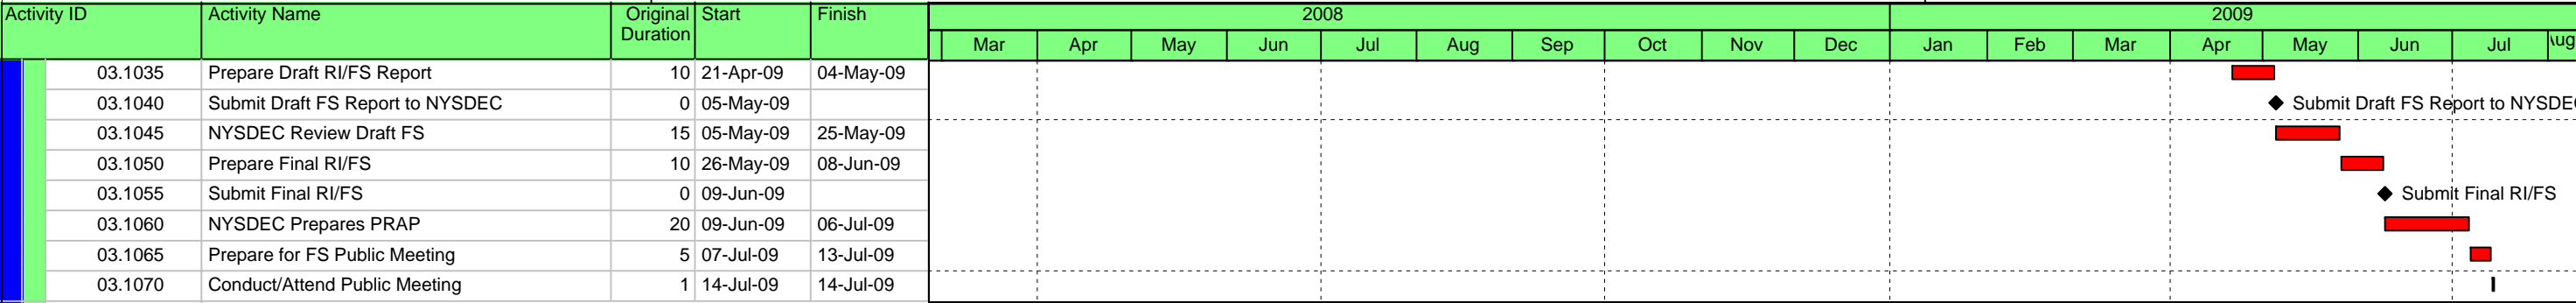 Activity ID Activity Name Original Duration Start Finish 2008 2009
Mar Apr May Jun Jul Aug Sep Oct Nov Dec Jan Feb Mar Apr May Jun Jul Aug
03.1035 Prepare Draft RI/FS Report 10 21-Apr-09 04-May-09
03.1040 Submit Draft FS Report to NYSDEC 0 05-May-09 Submit Draft FS Report to NYSDEC
03.1045 NYSDEC Review Draft FS 15 05-May-09 25-May-09
03.1050 Prepare Final RI/FS 10 26-May-09 08-Jun-09
03.1055 Submit Final RI/FS 0 09-Jun-09 Submit Final RI/FS
03.1060 NYSDEC Prepares PRAP 20 09-Jun-09 06-Jul-09
03.1065 Prepare for FS Public Meeting 5 07-Jul-09 13-Jul-09
03.1070 Conduct/Attend Public Meeting 1 14-Jul-09 14-Jul-09